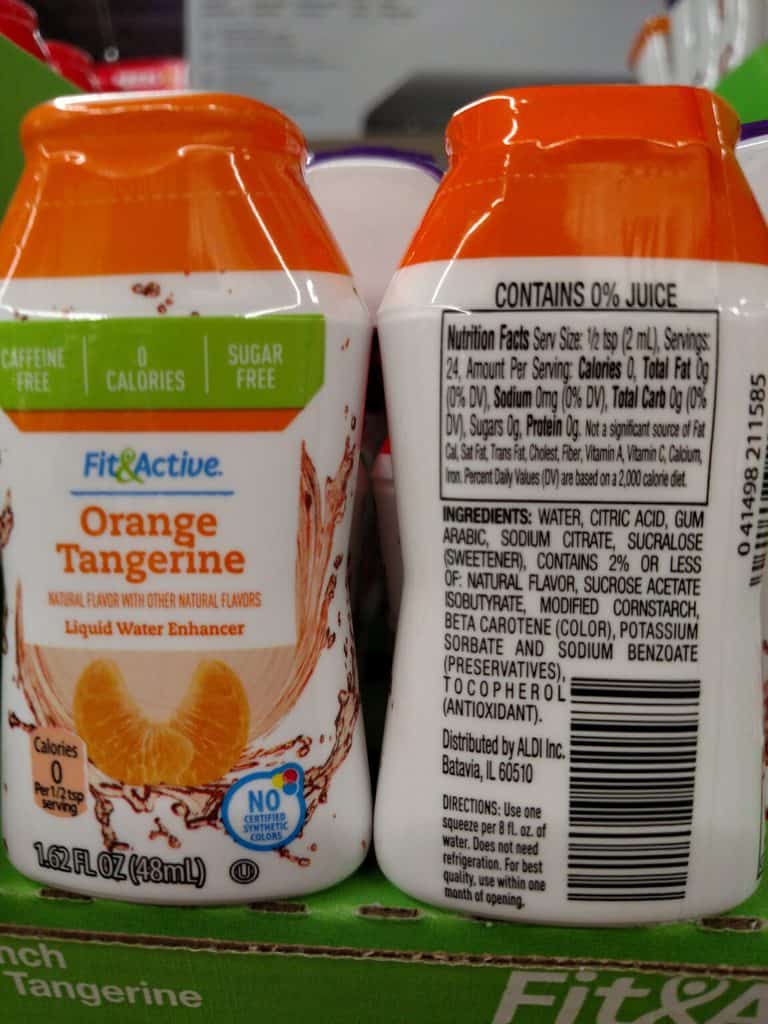 CAFFEINE FREE
0 CALORIES
SUGAR FREE
Fit&Active.
Orange
Tangerine
NATURAL FLAVOR WITH OTHER NATURAL FLAVORS
Liquid Water Enhancer
Calories
0
Per 1/2 tsp
serving
NO
CERTIFIED
SYNTHETIC
COLORS
1.62 FL OZ (48mL)
U
CONTAINS 0% JUICE
Nutrition Facts Serv Size: ½ tsp (2 mL), Servings:
24, Amount Per Serving: Calories 0, Total Fat 0g
(0% DV), Sodium 0mg (0% DV), Total Carb 0g (0%
DV), Sugars 0g, Protein 0g. Not a significant source of Fat
Cal, Sat Fat, Trans Fat, Cholest, Fiber, Vitamin A, Vitamin C, Calcium,
Iron. Percent Daily Values (DV) are based on a 2,000 calorie diet.
INGREDIENTS: WATER, CITRIC ACID, GUM
ARABIC, SODIUM CITRATE, SUCRALOSE
(SWEETENER), CONTAINS 2% OR LESS
OF: NATURAL FLAVOR, SUCROSE ACETATE
ISOBUTYRATE, MODIFIED CORNSTARCH,
BETA CAROTENE (COLOR), POTASSIUM
SORBATE AND SODIUM BENZOATE
(PRESERVATIVES),
TOCOPHEROL
(ANTIOXIDANT).
Distributed by ALDI Inc.
Batavia, IL 60510
DIRECTIONS: Use one
squeeze per 8 fl. oz. of
water. Does not need
refrigeration. For best
quality, use within one
month of opening.
0 41498 211585
nch
Tangerine
Fit&A